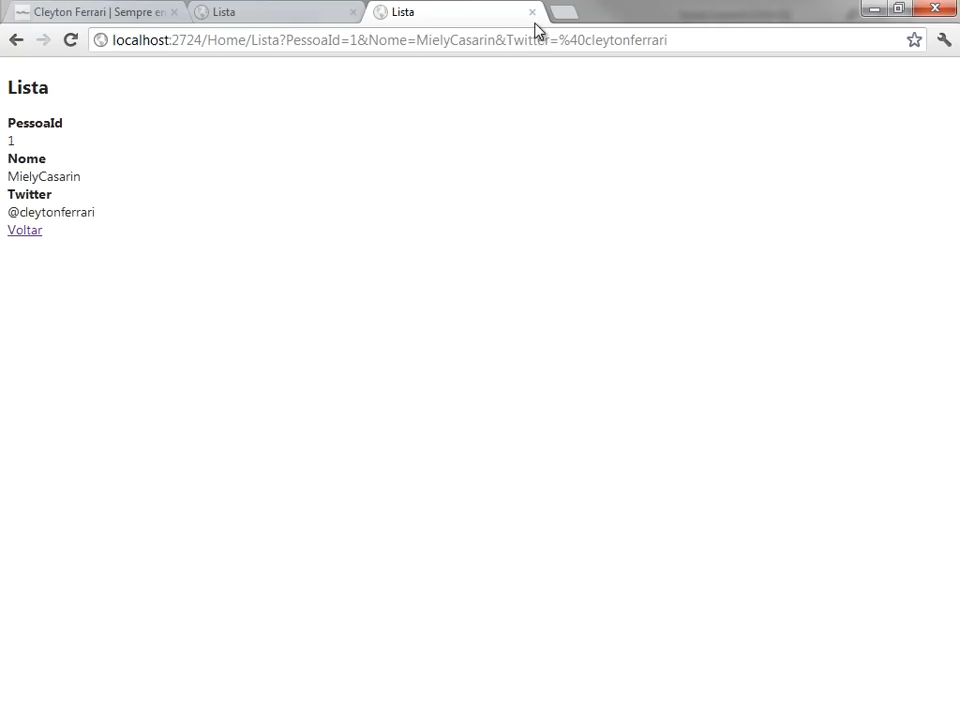 Cleyton Ferrari | Sempre en
Lista
Lista
localhost:2724/Home/Lista?PessoaId=1&Nome=MielyCasarin&Twitter=%40cleytonferrari
Lista
PessoaId
1
Nome
MielyCasarin
Twitter
@cleytonferrari
Voltar